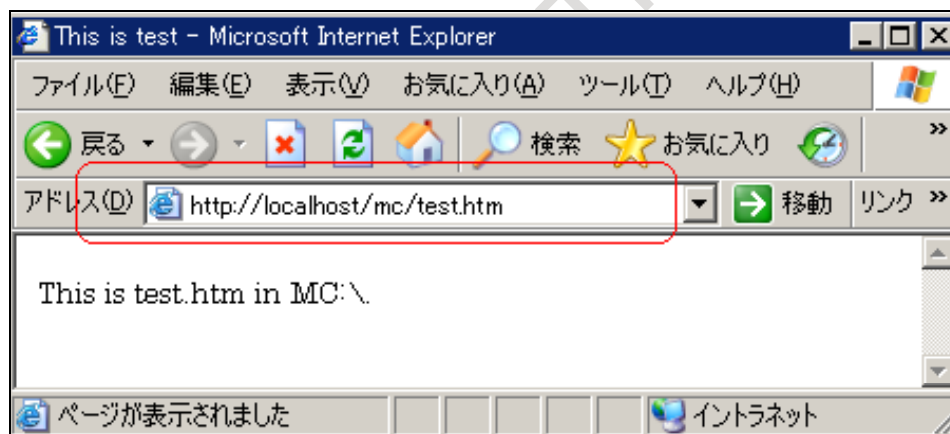 This is test - Microsoft Internet Explorer
ファイル(F) 編集(E) 表示(V) お気に入り(A) ツール(T) ヘルプ(H)
戻る 検索 お気に入り »
アドレス(D) http://localhost/mc/test.htm 移動 リンク »
This is test.htm in MC:\.
ページが表示されました イントラネット